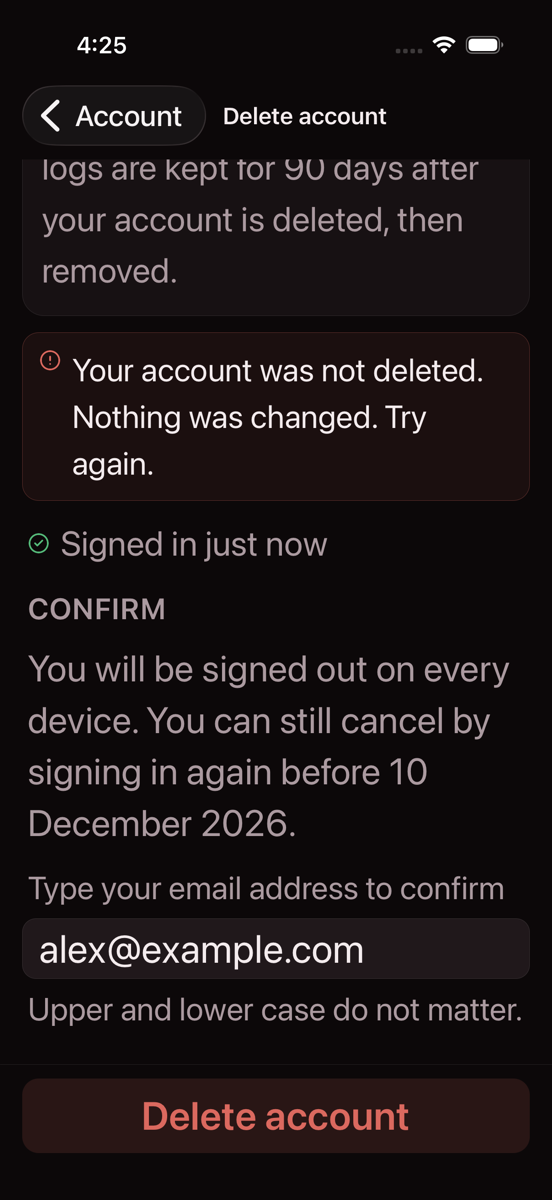 4:25
Account
Delete account
logs are kept for 90 days after
your account is deleted, then
removed.
Your account was not deleted.
Nothing was changed. Try
again.
Signed in just now
CONFIRM
You will be signed out on every
device. You can still cancel by
signing in again before 10
December 2026.
Type your email address to confirm
alex@example.com
Upper and lower case do not matter.
Delete account